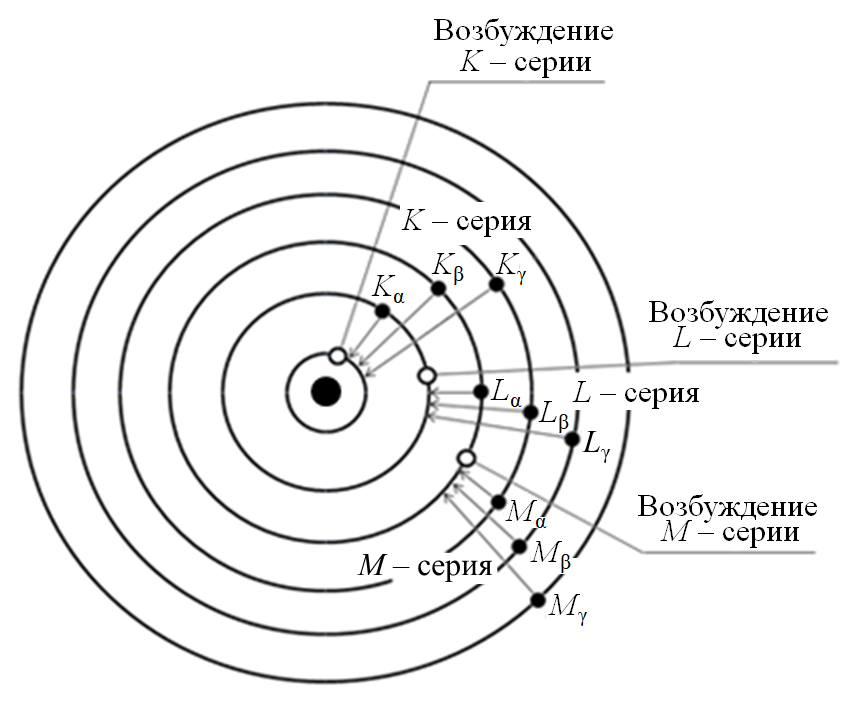 Возбуждение
K – серии
K – серия
Kα
Kβ
Kγ
Возбуждение
L – серии
Lα
L – серия
Lβ
Lγ
Возбуждение
M – серии
Mα
Mβ
M – серия
Mγ